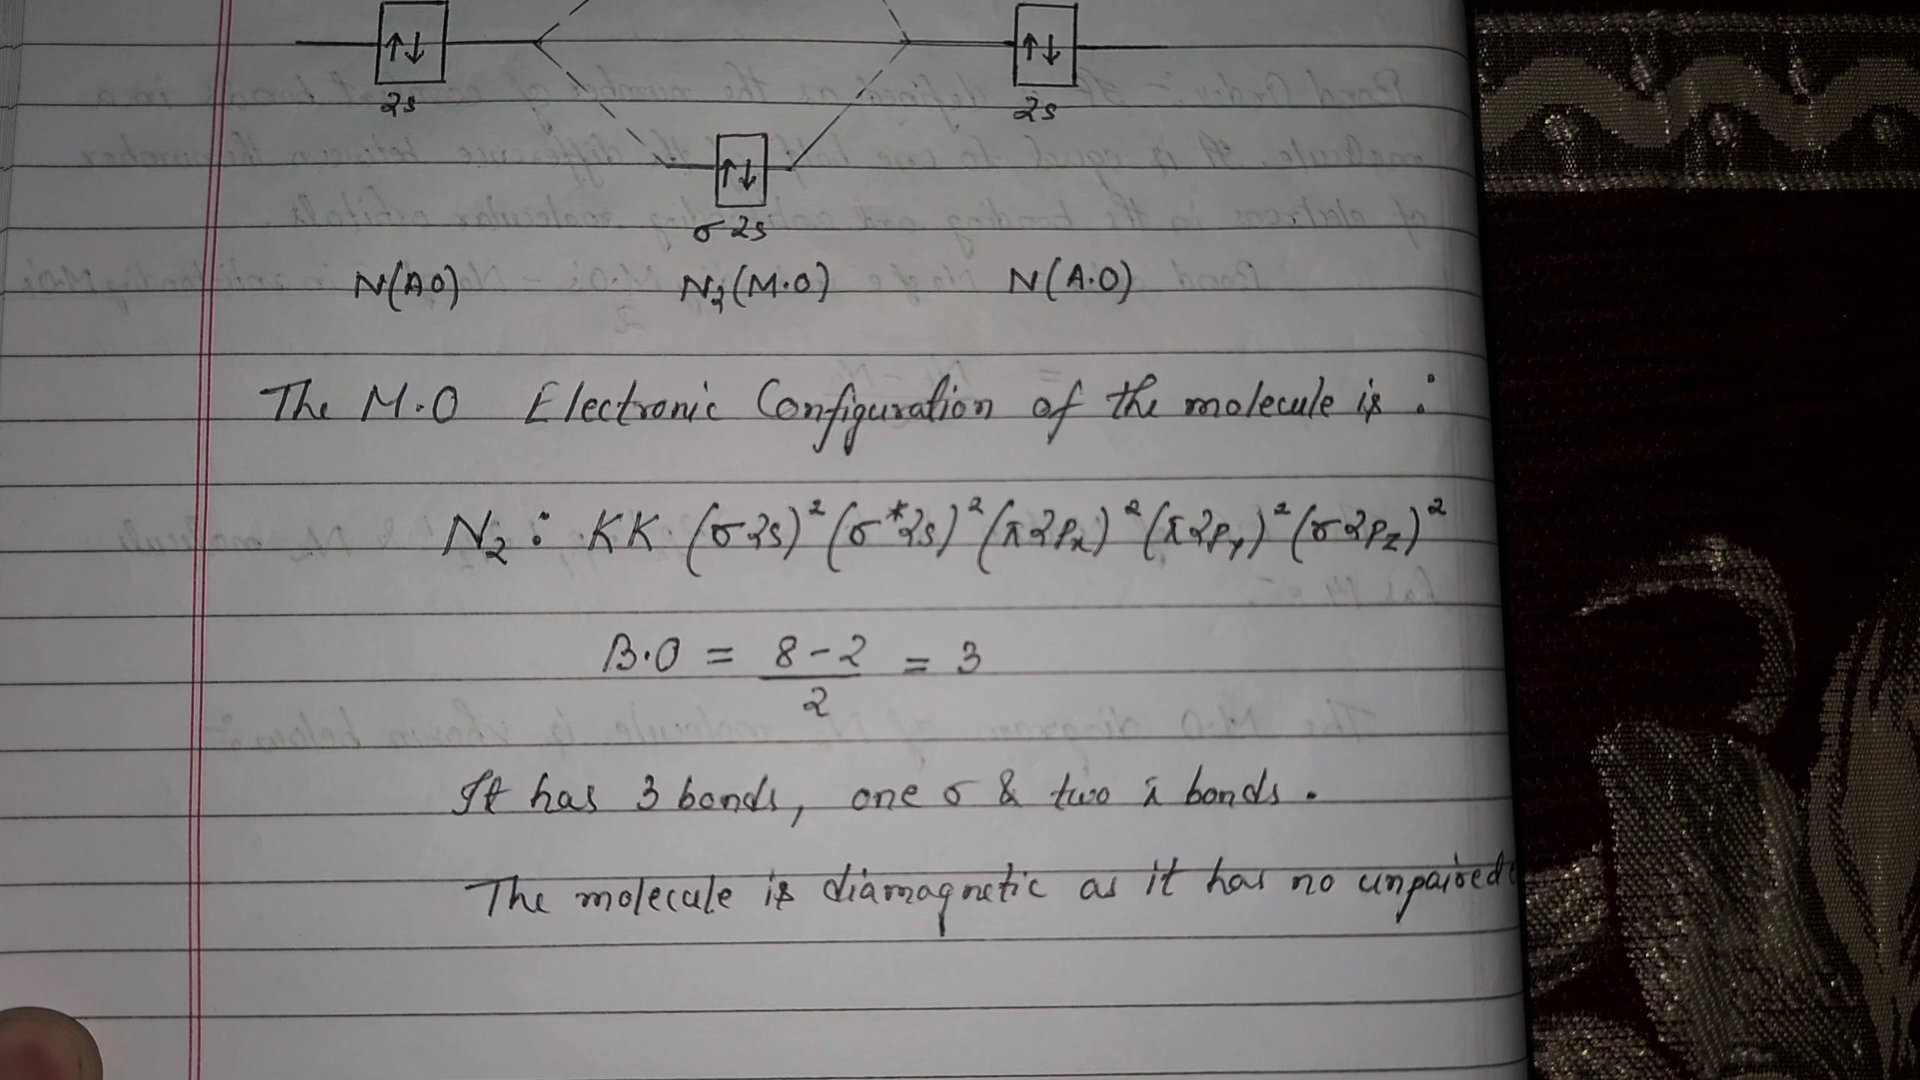 ↑↓ ↑↓
2s 2s
↑↓
σ 2s
N(AO) N2(M.O) N(A.O)
The M.O Electronic Configuration of the molecule is :
N₂ : KK (σ2s)² (σ*2s)² (π2Px)² (π2Py)² (σ2Pz)²
B.O = 8-2 / 2 = 3
It has 3 bonds, one σ & two π bonds.
The molecule is diamagnetic as it has no unpaired